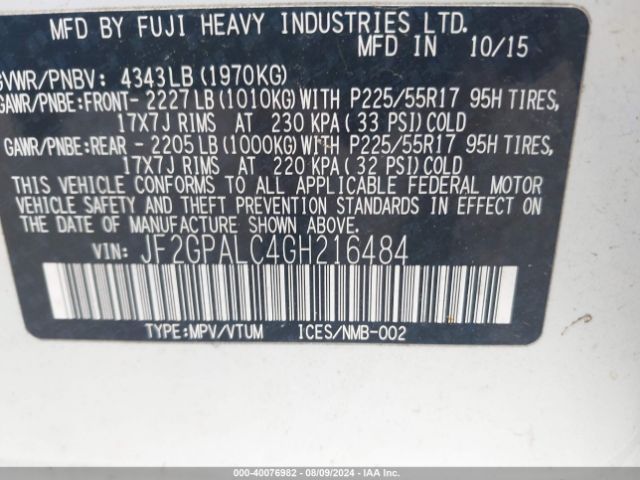 MFD BY FUJI HEAVY INDUSTRIES LTD.
MFD IN 10/15
GVWR/PNBV: 4343LB (1970KG)
GAWR/PNBE:FRONT- 2227LB (1010KG) WITH P225/55R17 95H TIRES,
17X7J RIMS AT 230 KPA( 33 PSI) COLD
GAWR/PNBE:REAR - 2205LB (1000KG) WITH P225/55R17 95H TIRES,
17X7J RIMS AT 220 KPA( 32 PSI) COLD
THIS VEHICLE CONFORMS TO ALL APPLICABLE FEDERAL MOTOR
VEHICLE SAFETY AND THEFT PREVENTION STANDARDS IN EFFECT ON
THE DATE OF MANUFACTURE SHOWN ABOVE.
VIN: JF2GPALC4GH216484
TYPE:MPV/VTUM ICES/NMB-002
000-40076982 - 08/09/2024 - IAA Inc.